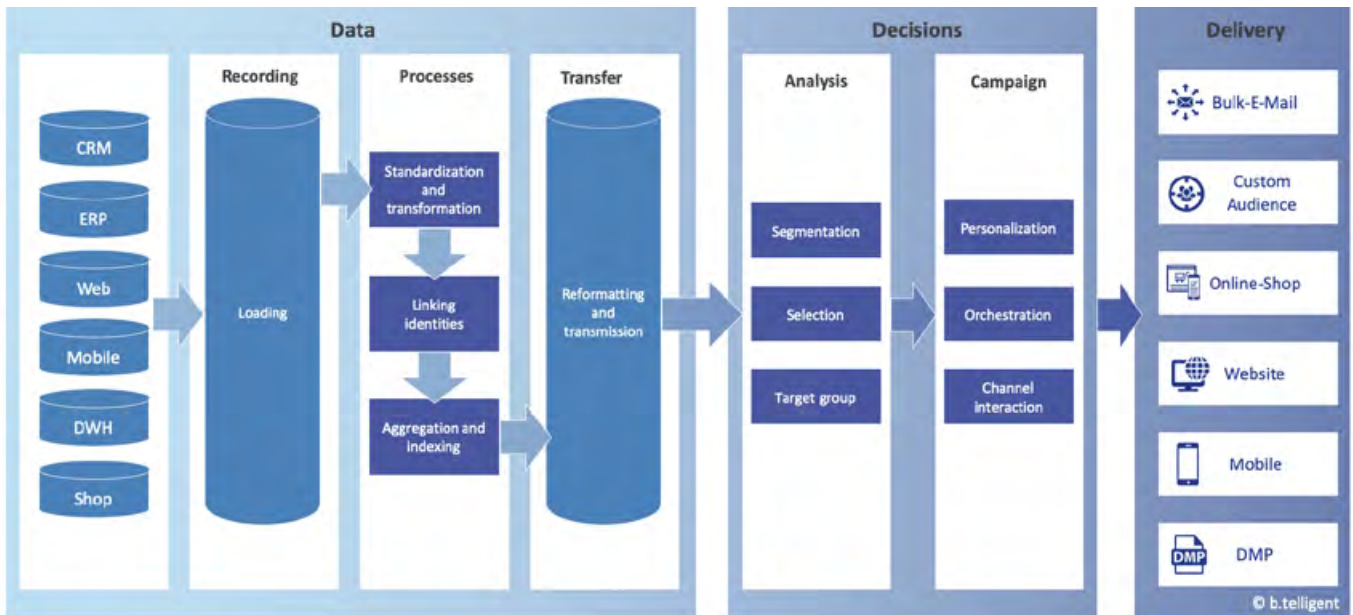 Data
Recording
Processes
Transfer
CRM
ERP
Web
Mobile
DWH
Shop
Loading
Standardization
and
transformation
Linking
identities
Aggregation and
indexing
Reformatting
and
transmission
Decisions
Analysis
Campaign
Segmentation
Selection
Target group
Personalization
Orchestration
Channel
interaction
Delivery
Bulk-E-Mail
Custom
Audience
Online-Shop
Website
Mobile
DMP
DMP
© b.telligent